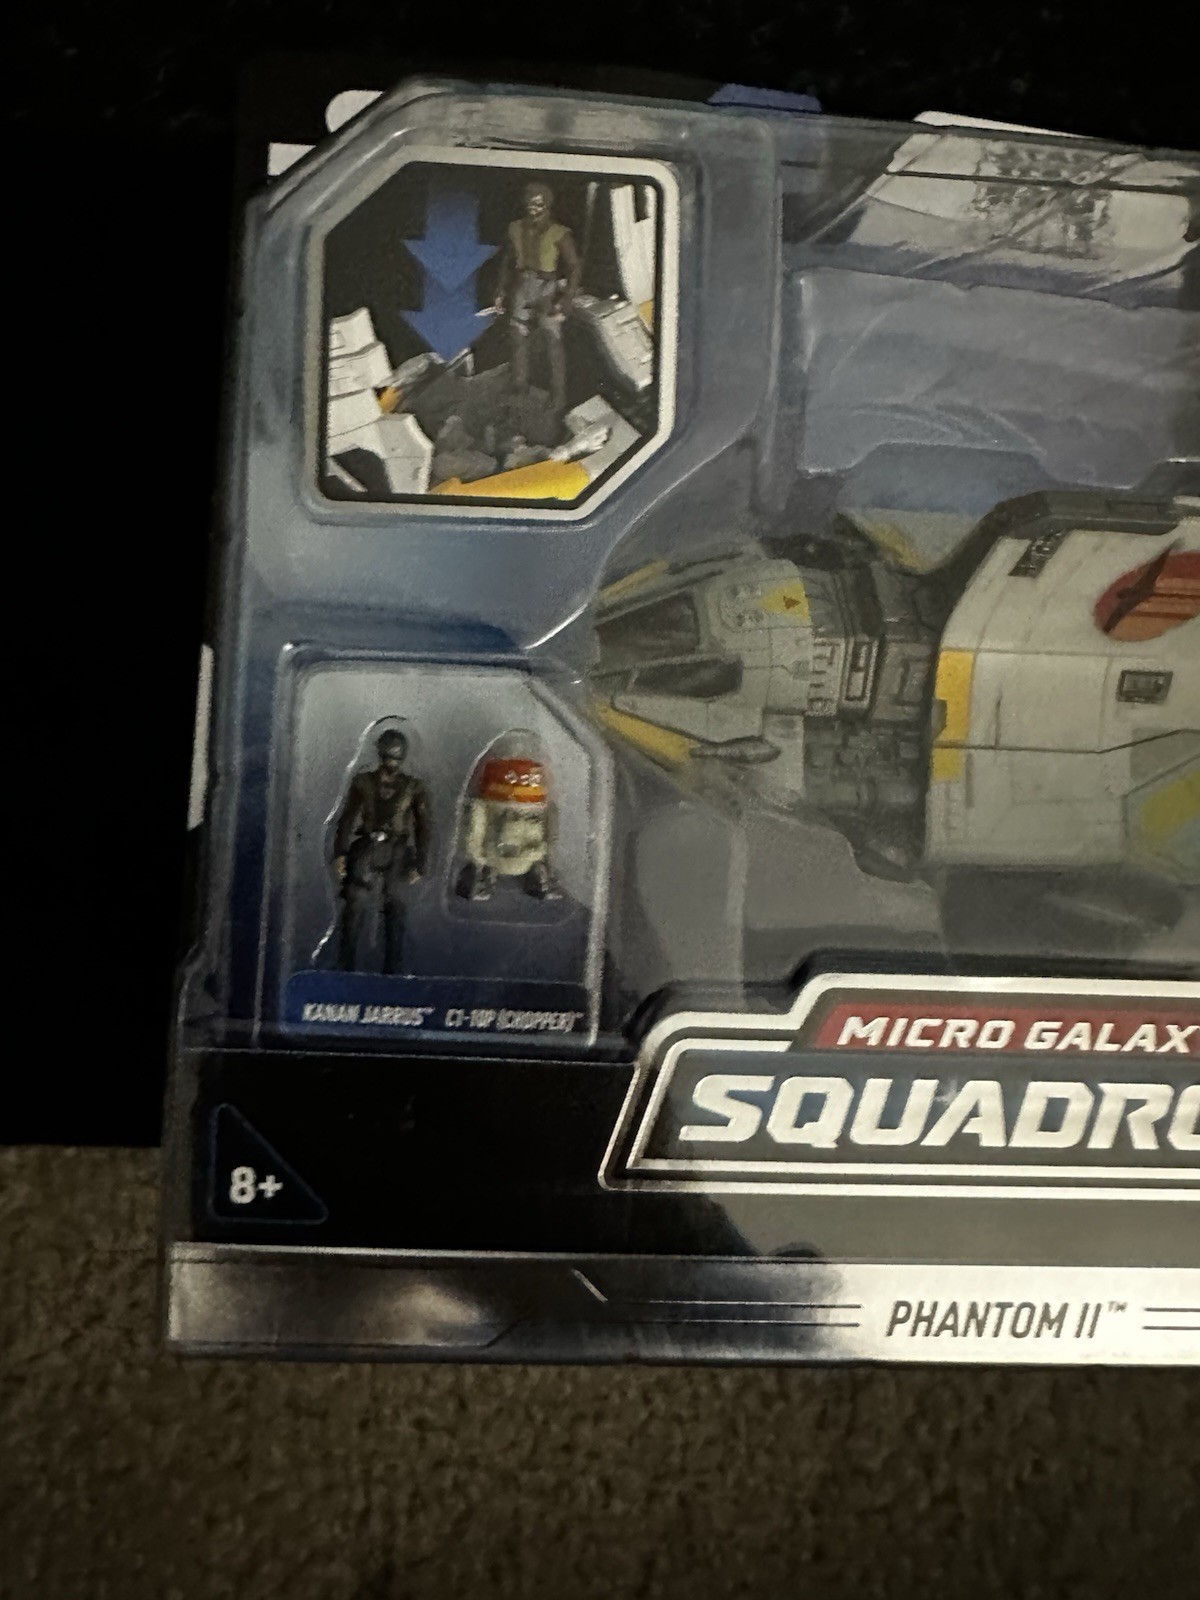 KANAN JARRUS™ C1-10P (CHOPPER)™
MICRO GALAX
SQUADRO
8+
PHANTOM II™